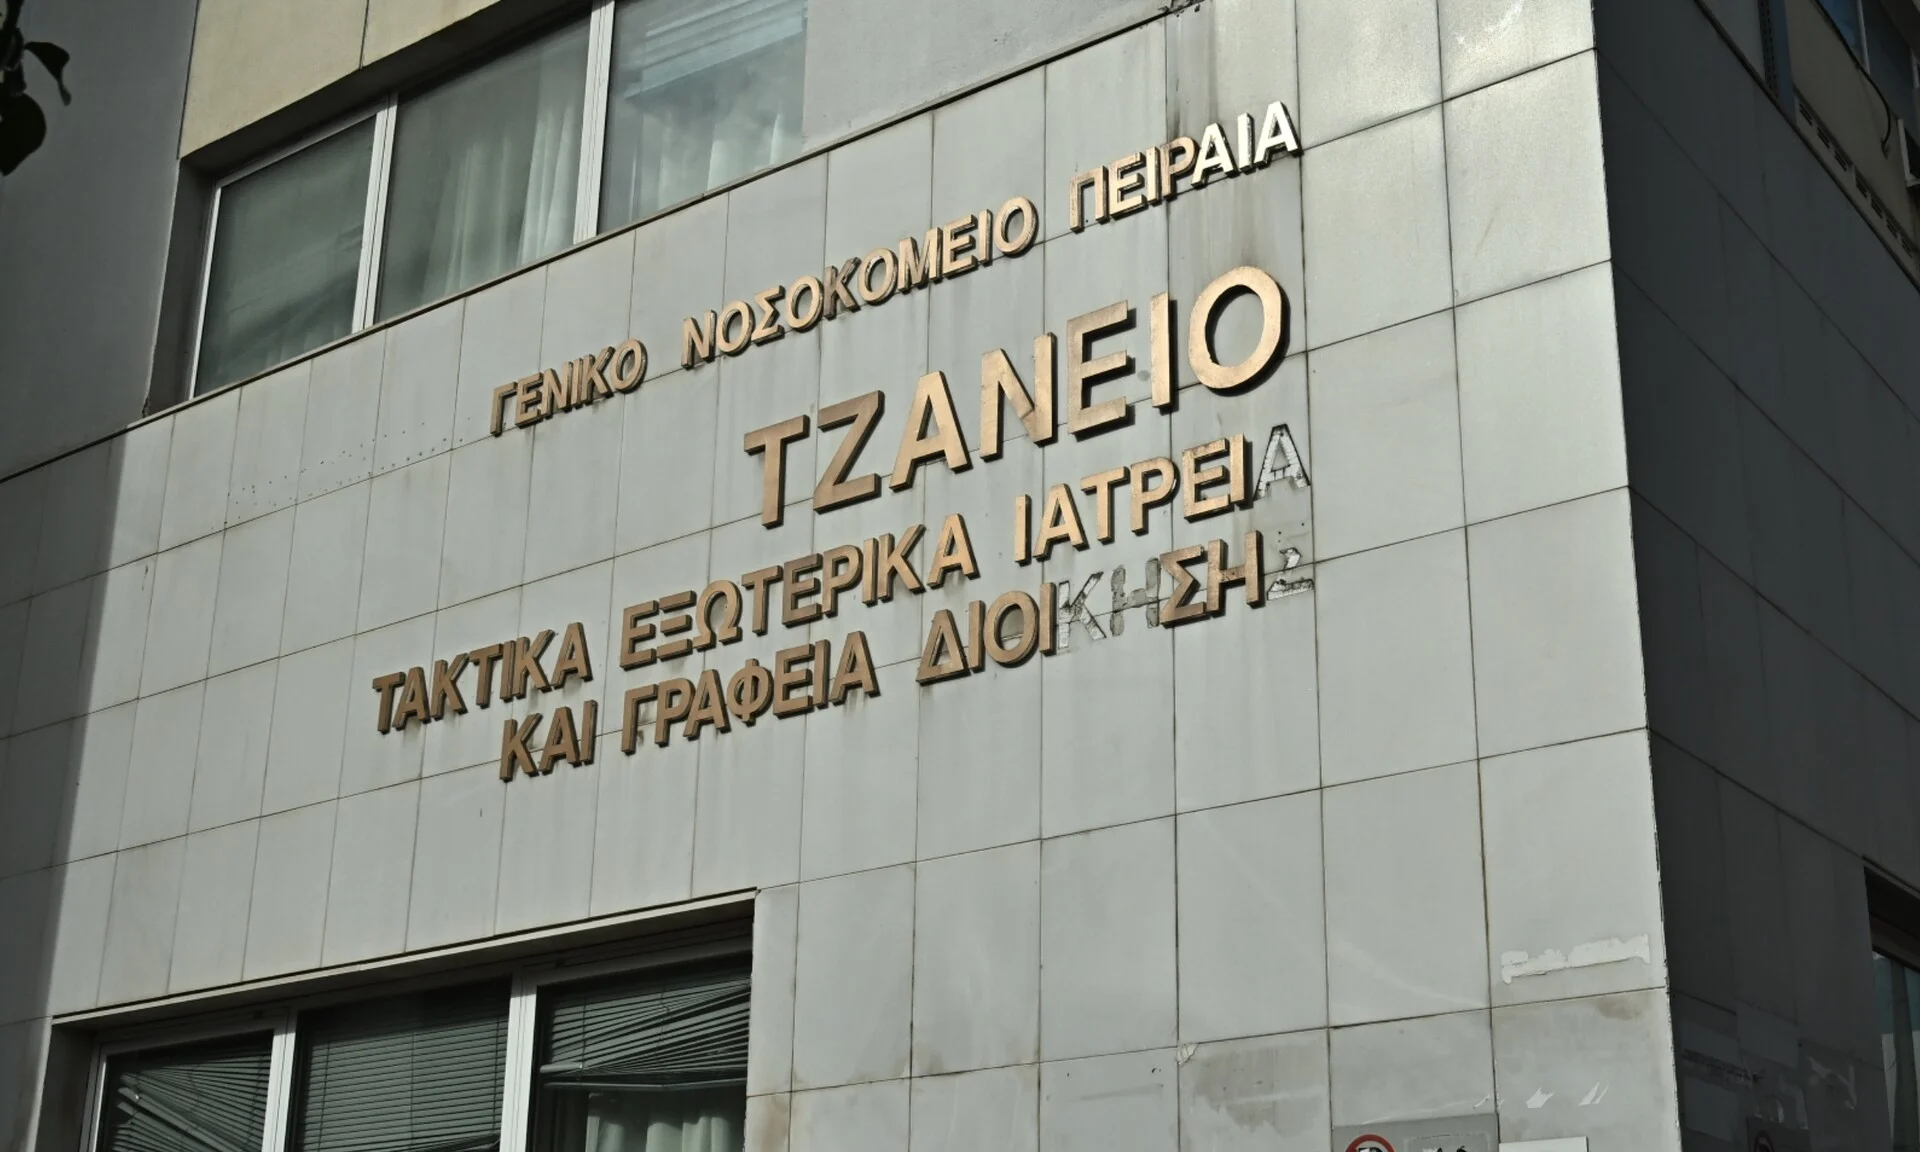 ΓΕΝΙΚΟ ΝΟΣΟΚΟΜΕΙΟ ΠΕΙΡΑΙΑ
ΤΖΑΝΕΙΟ
ΤΑΚΤΙΚΑ ΕΞΩΤΕΡΙΚΑ ΙΑΤΡΕΙΑ
ΚΑΙ ΓΡΑΦΕΙΑ ΔΙΟΙΚΗΣΗΣ